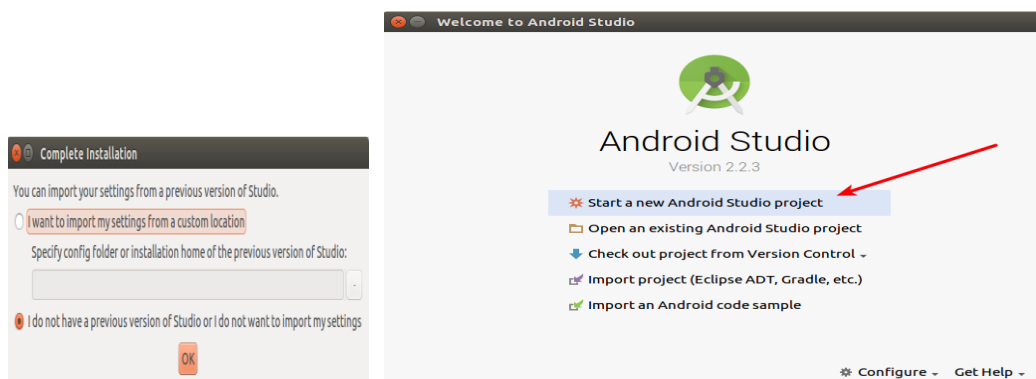 Complete Installation
You can import your settings from a previous version of Studio.
I want to import my settings from a custom location
Specify config folder or installation home of the previous version of Studio:
I do not have a previous version of Studio or I do not want to import my settings
OK
Welcome to Android Studio
Android Studio
Version 2.2.3
Start a new Android Studio project
Open an existing Android Studio project
Check out project from Version Control
Import project (Eclipse ADT, Gradle, etc.)
Import an Android code sample
Configure Get Help